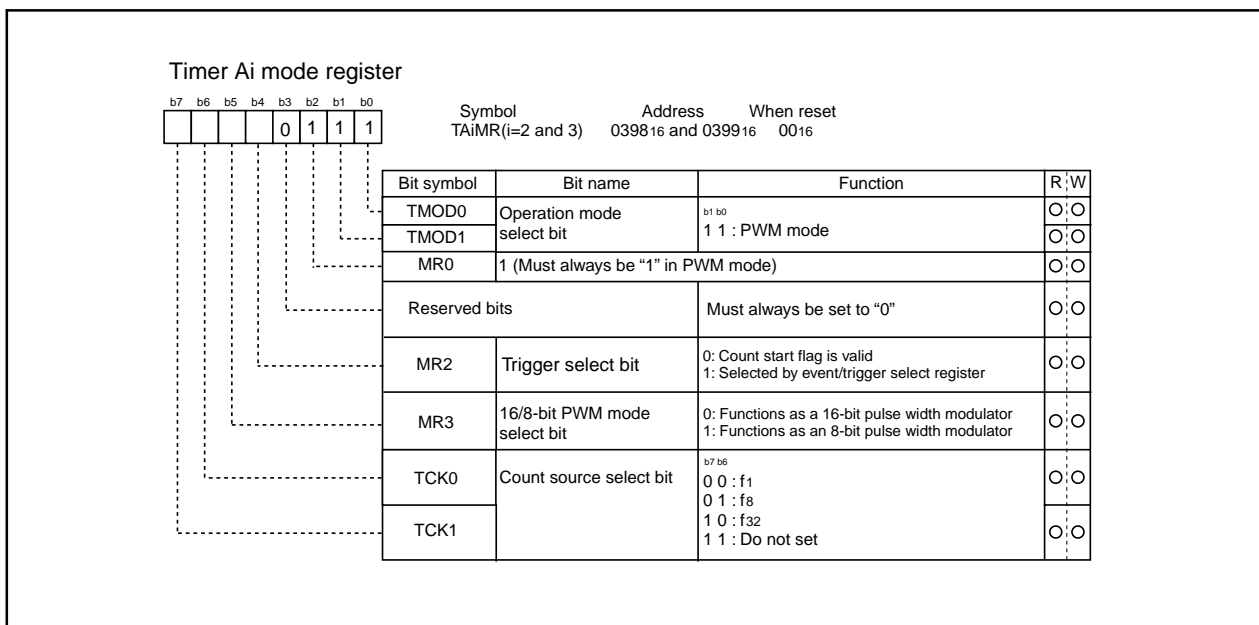 Timer Ai mode register
b7 b6 b5 b4 b3 b2 b1 b0
0 1 1 1
Symbol Address When reset
TAiMR(i=2 and 3) 039816 and 039916 0016
Bit symbol Bit name Function R W
TMOD0 Operation mode select bit b1 b0
TMOD1 1 1 : PWM mode
MR0 1 (Must always be “1” in PWM mode)
Reserved bits Must always be set to “0”
MR2 Trigger select bit 0: Count start flag is valid
1: Selected by event/trigger select register
MR3 16/8-bit PWM mode select bit 0: Functions as a 16-bit pulse width modulator
1: Functions as an 8-bit pulse width modulator
TCK0 Count source select bit b7 b6
0 0 : f1
0 1 : f8
TCK1 1 0 : f32
1 1 : Do not set